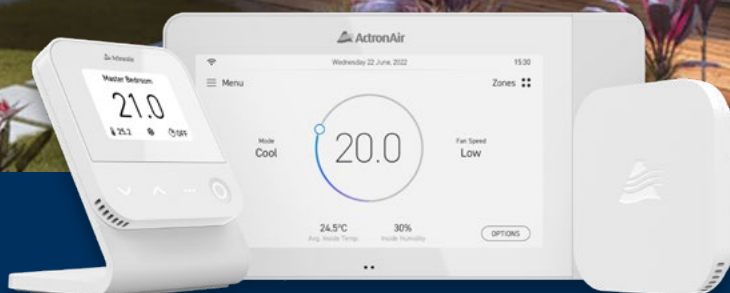 ActronAir
Wednesday 22 June, 2022
15:30
Menu
Zones
Mode
Cool
20.0
Fan Speed
Low
24.5°C
Avg. Inside Temp
30%
Inside Humidity
OPTIONS
ActronAir
Master Bedroom
21.0
25.2
OFF